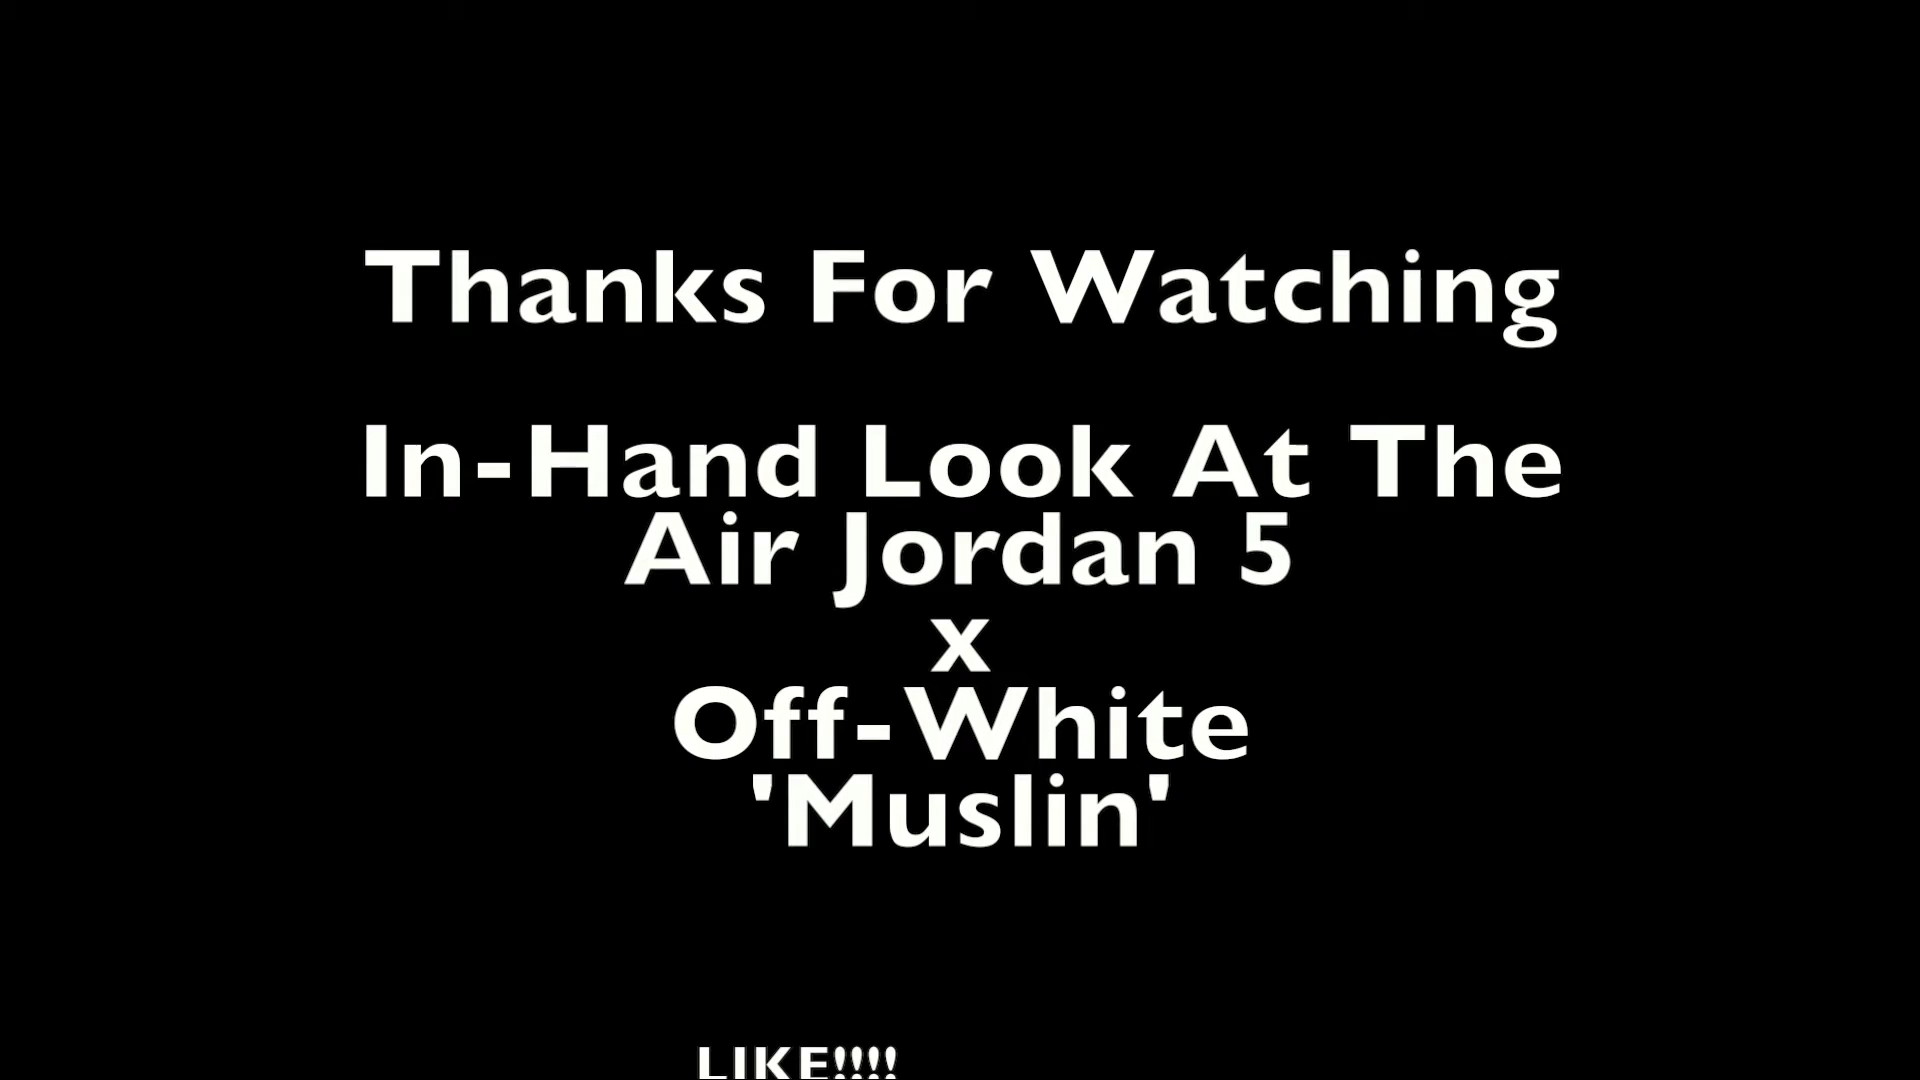 Thanks For Watching
In-Hand Look At The
Air Jordan 5
x
Off-White
'Muslin'
LIKE!!!!